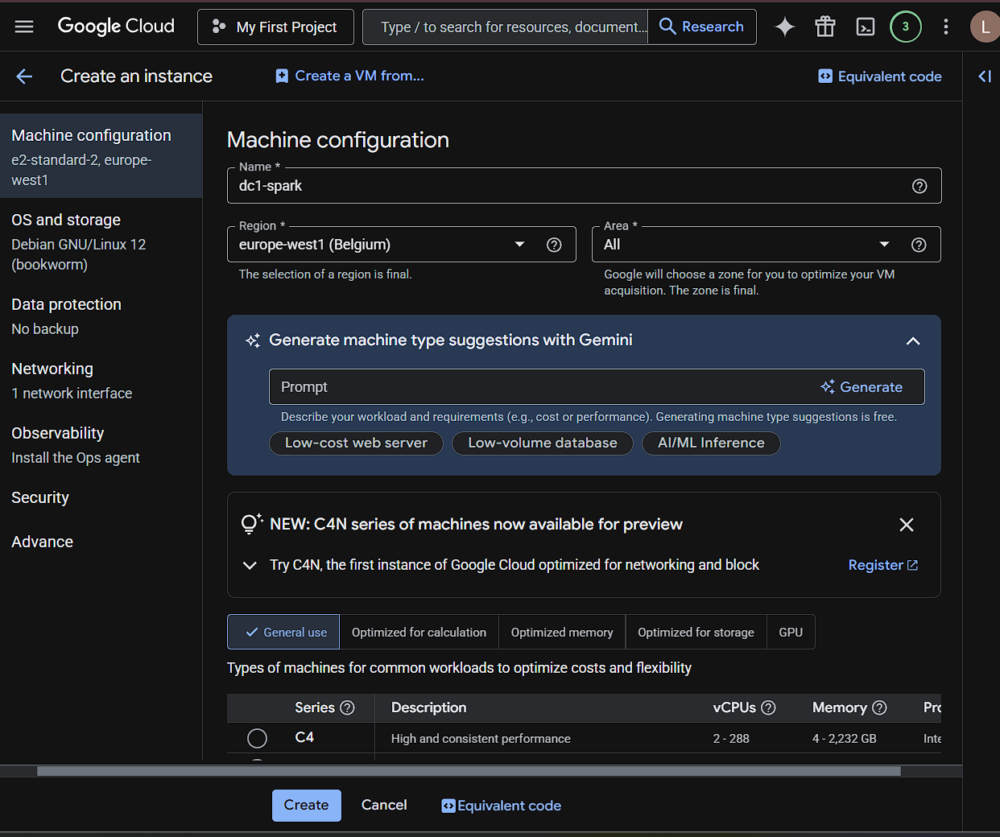 Google Cloud
My First Project
Type / to search for resources, document...
Research
3
L
Create an instance
Create a VM from...
Equivalent code
Machine configuration
e2-standard-2, europe-
west1
OS and storage
Debian GNU/Linux 12
(bookworm)
Data protection
No backup
Networking
1 network interface
Observability
Install the Ops agent
Security
Advance
Machine configuration
Name *
dc1-spark
Region *
europe-west1 (Belgium)
The selection of a region is final.
Area *
All
Google will choose a zone for you to optimize your VM
acquisition. The zone is final.
Generate machine type suggestions with Gemini
Prompt
Generate
Describe your workload and requirements (e.g., cost or performance). Generating machine type suggestions is free.
Low-cost web server
Low-volume database
AI/ML Inference
NEW: C4N series of machines now available for preview
Try C4N, the first instance of Google Cloud optimized for networking and block
Register
General use
Optimized for calculation
Optimized memory
Optimized for storage
GPU
Types of machines for common workloads to optimize costs and flexibility
Series
Description
vCPUs
Memory
C4
High and consistent performance
2 - 288
4 - 2,232 GB
Create
Cancel
Equivalent code